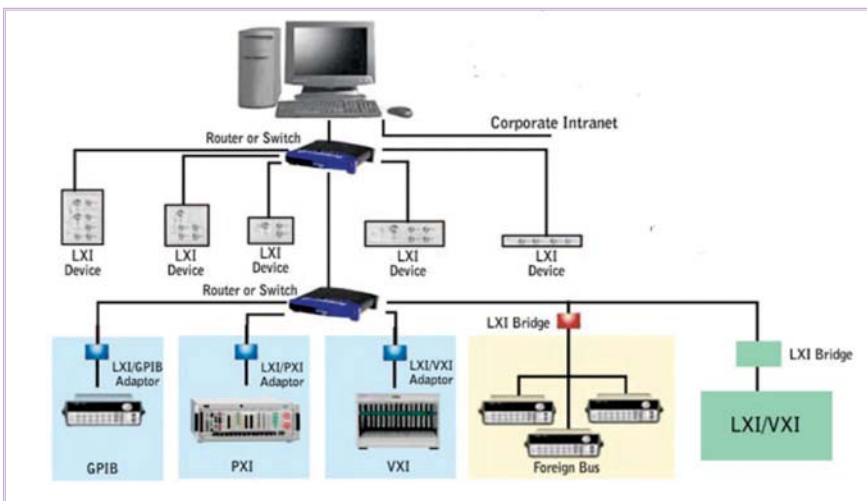 Corporate Intranet
Router or Switch
LXI
Device
LXI
Device
LXI
Device
LXI
Device
LXI
Device
Router or Switch
LXI Bridge
LXI/GPIB
Adaptor
LXI/PXI
Adaptor
LXI/VXI
Adaptor
LXI Bridge
LXI/VXI
GPIB
PXI
VXI
Foreign Bus